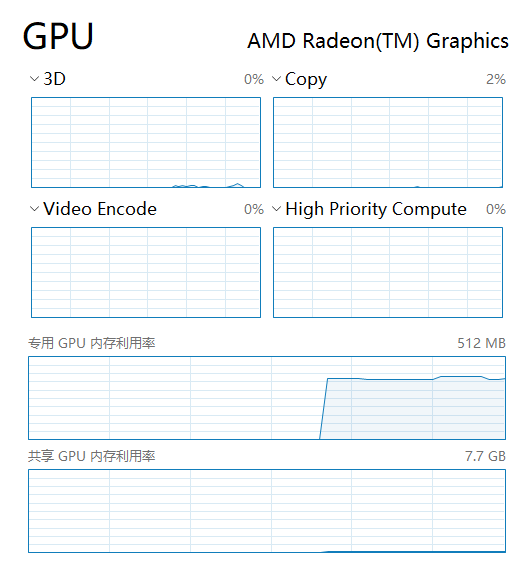 GPU
AMD Radeon(TM) Graphics
3D 0%
Copy 2%
Video Encode 0%
High Priority Compute 0%
专用 GPU 内存利用率 512 MB
共享 GPU 内存利用率 7.7 GB